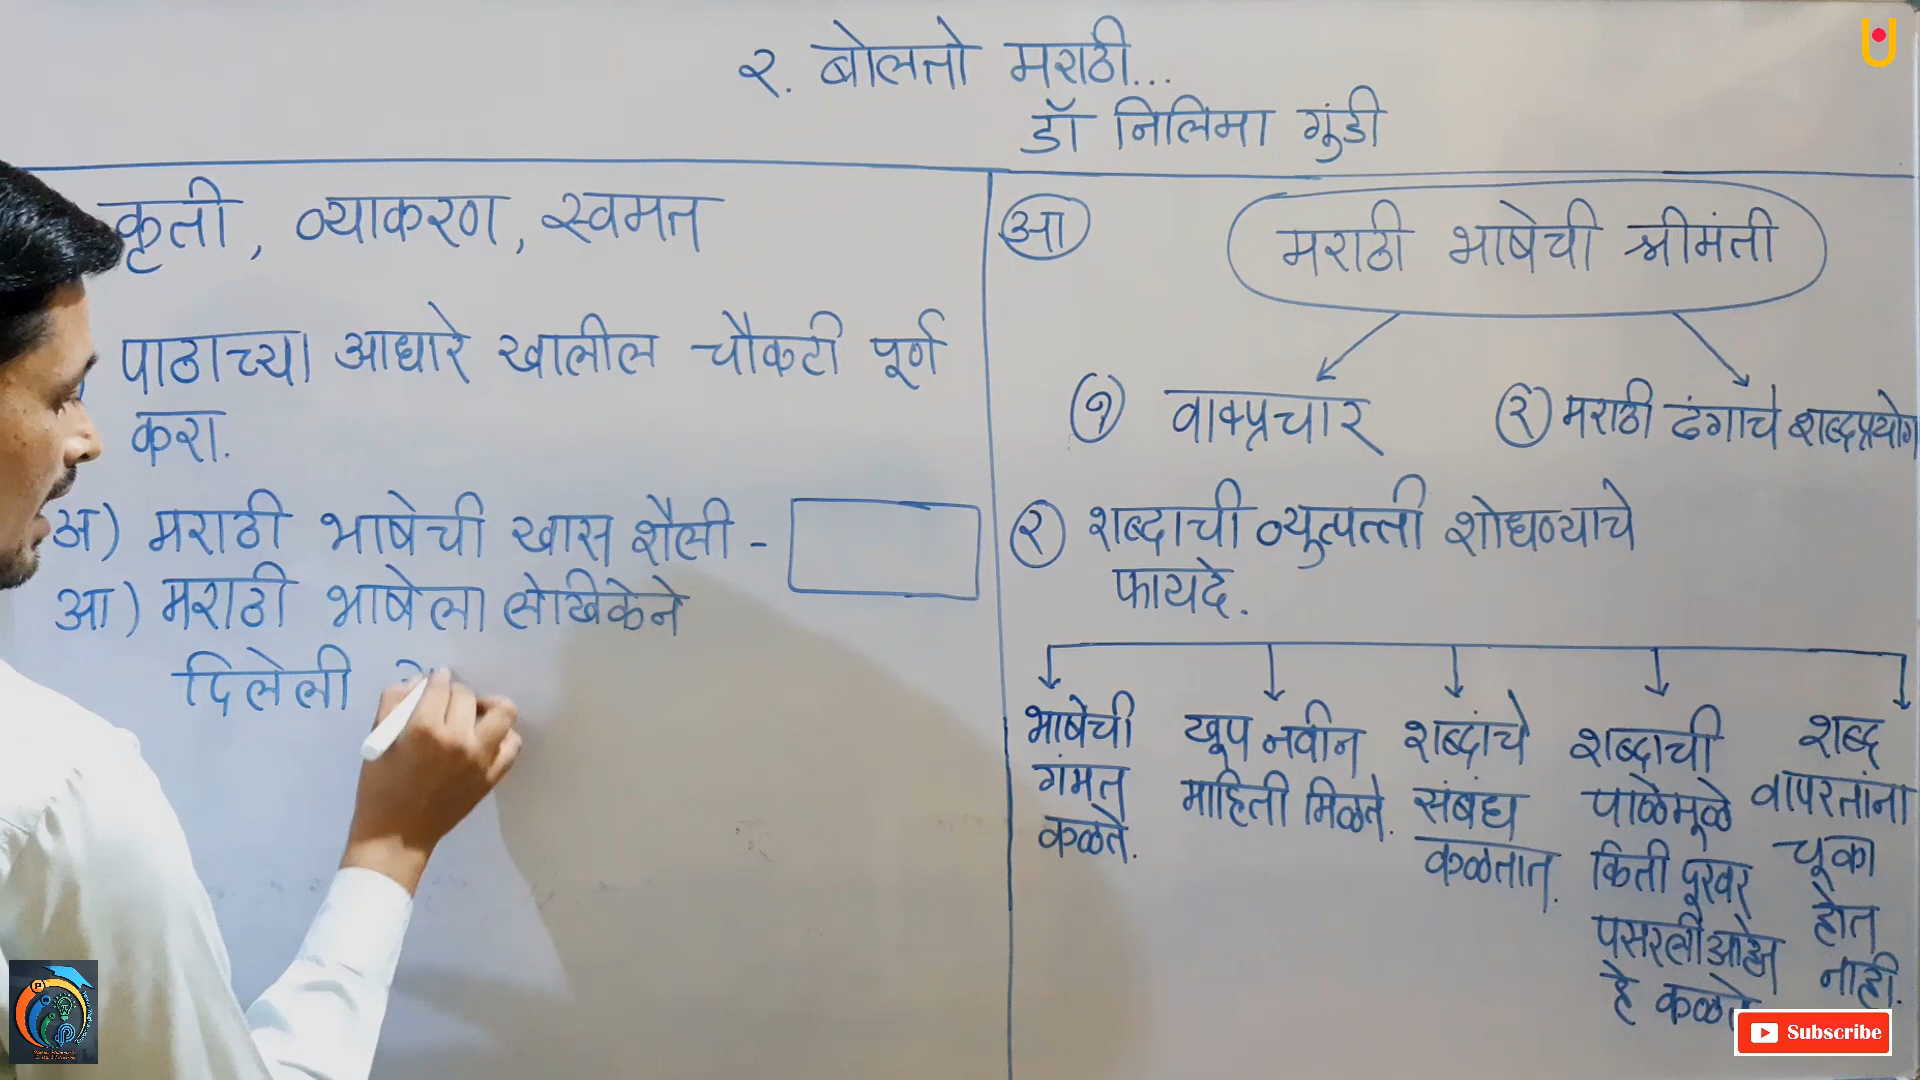 २. बोलतो मराठी...
डॉ निलिमा गुंडी
कृती, व्याकरण, स्वमत
पाठाच्या आधारे खालील चौकटी पूर्ण
करा.
अ) मराठी भाषेची खास शैली -
आ) मराठी भाषेला लेखिकेने
दिलेली
आ
मराठी भाषेची श्रीमंती
१ वाक्प्रचार
२ मराठी ढंगाचे शब्दप्रयोग
२ शब्दाची व्युत्पत्ती शोधण्याचे
फायदे.
भाषेची
गंमत
कळते.
खूप नवीन
माहिती मिळते.
शब्दांचे
संबंध
कळतात.
शब्दाची
पाळेमूळे
किती दूरवर
पसरली आहेत
हे कळते
शब्द
वापरतांना
चूका
होत
नाही.
Subscribe